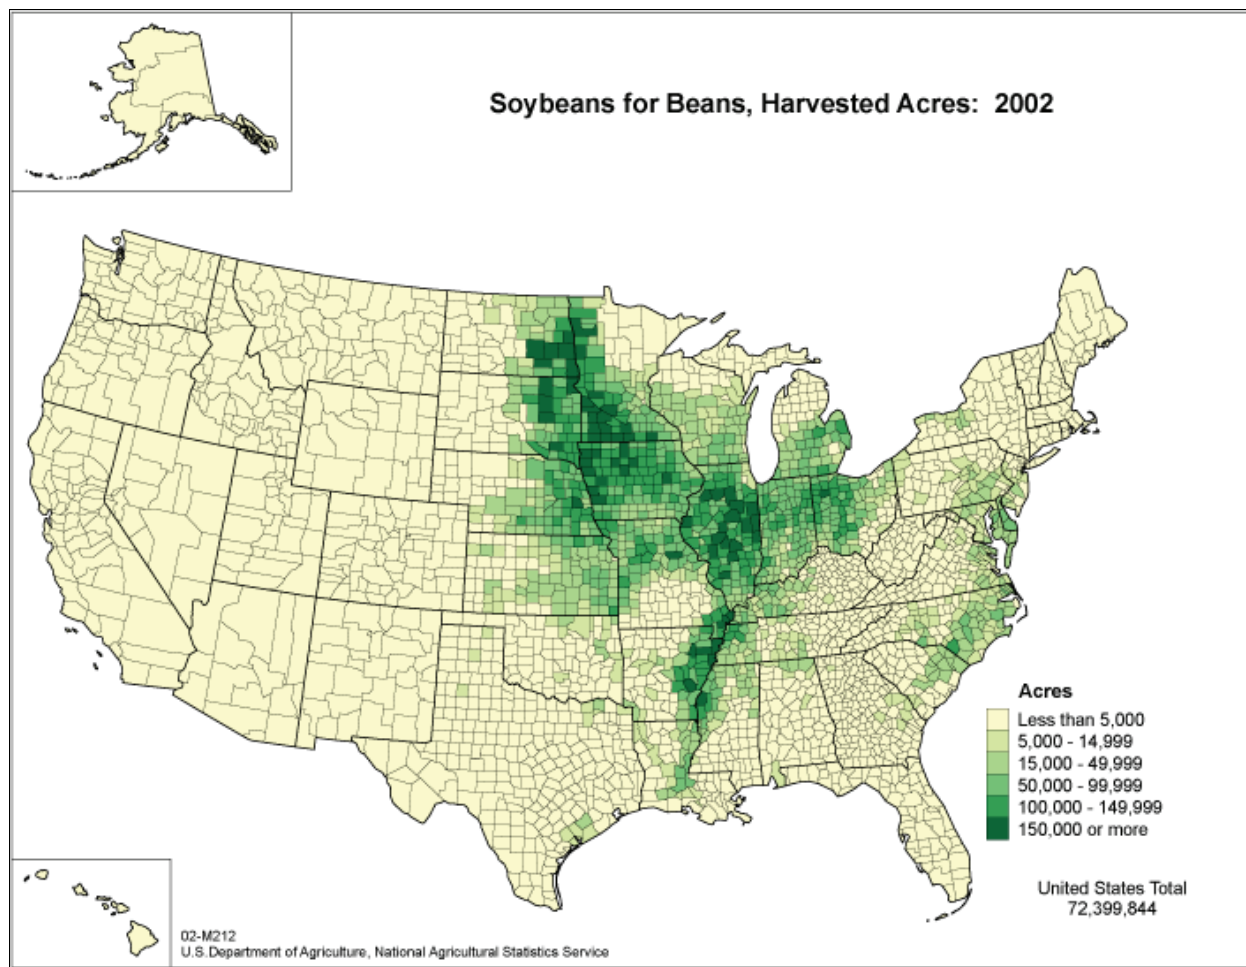 Soybeans for Beans, Harvested Acres: 2002
Acres
Less than 5,000
5,000 - 14,999
15,000 - 49,999
50,000 - 99,999
100,000 - 149,999
150,000 or more
United States Total
72,399,844
02-M212
U.S.Department of Agriculture, National Agricultural Statistics Service